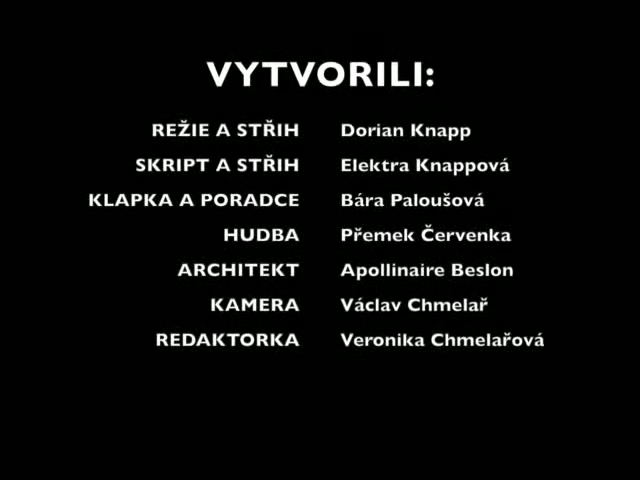 VYTVORILI:
REŽIE A STŘIH Dorian Knapp
SKRIPT A STŘIH Elektra Knappová
KLAPKA A PORADCE Bára Paloušová
HUDBA Přemek Červenka
ARCHITEKT Apollinaire Beslon
KAMERA Václav Chmelař
REDAKTORKA Veronika Chmelařová